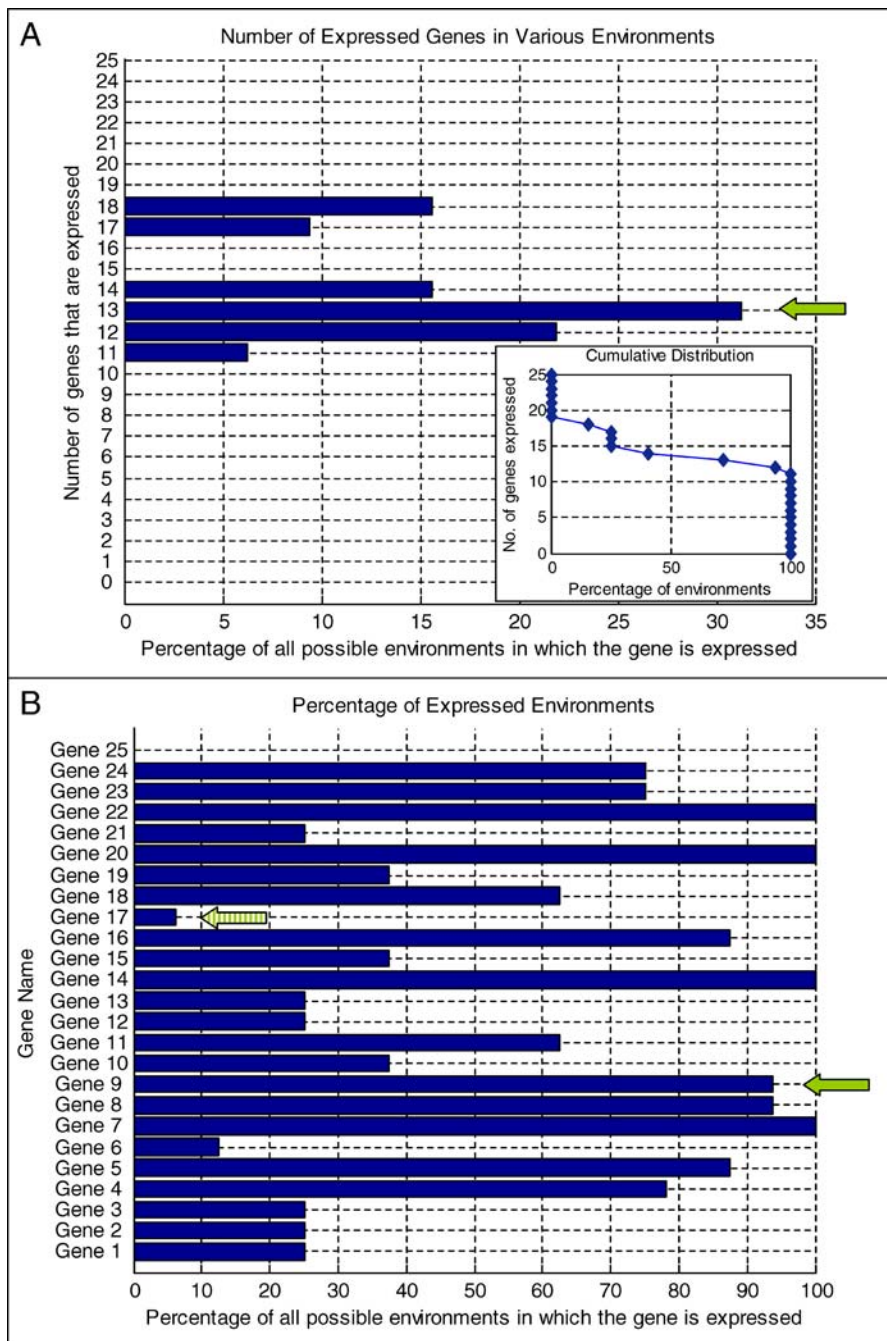 A
Number of Expressed Genes in Various Environments
Number of genes that are expressed
25
24
23
22
21
20
19
18
17
16
15
14
13
12
11
10
9
8
7
6
5
4
3
2
1
0
0 5 10 15 20 25 30 35
Percentage of all possible environments in which the gene is expressed
Cumulative Distribution
No. of genes expressed
25
20
15
10
5
0
0 50 100
Percentage of environments
B
Percentage of Expressed Environments
Gene Name
Gene 25
Gene 24
Gene 23
Gene 22
Gene 21
Gene 20
Gene 19
Gene 18
Gene 17
Gene 16
Gene 15
Gene 14
Gene 13
Gene 12
Gene 11
Gene 10
Gene 9
Gene 8
Gene 7
Gene 6
Gene 5
Gene 4
Gene 3
Gene 2
Gene 1
0 10 20 30 40 50 60 70 80 90 100
Percentage of all possible environments in which the gene is expressed